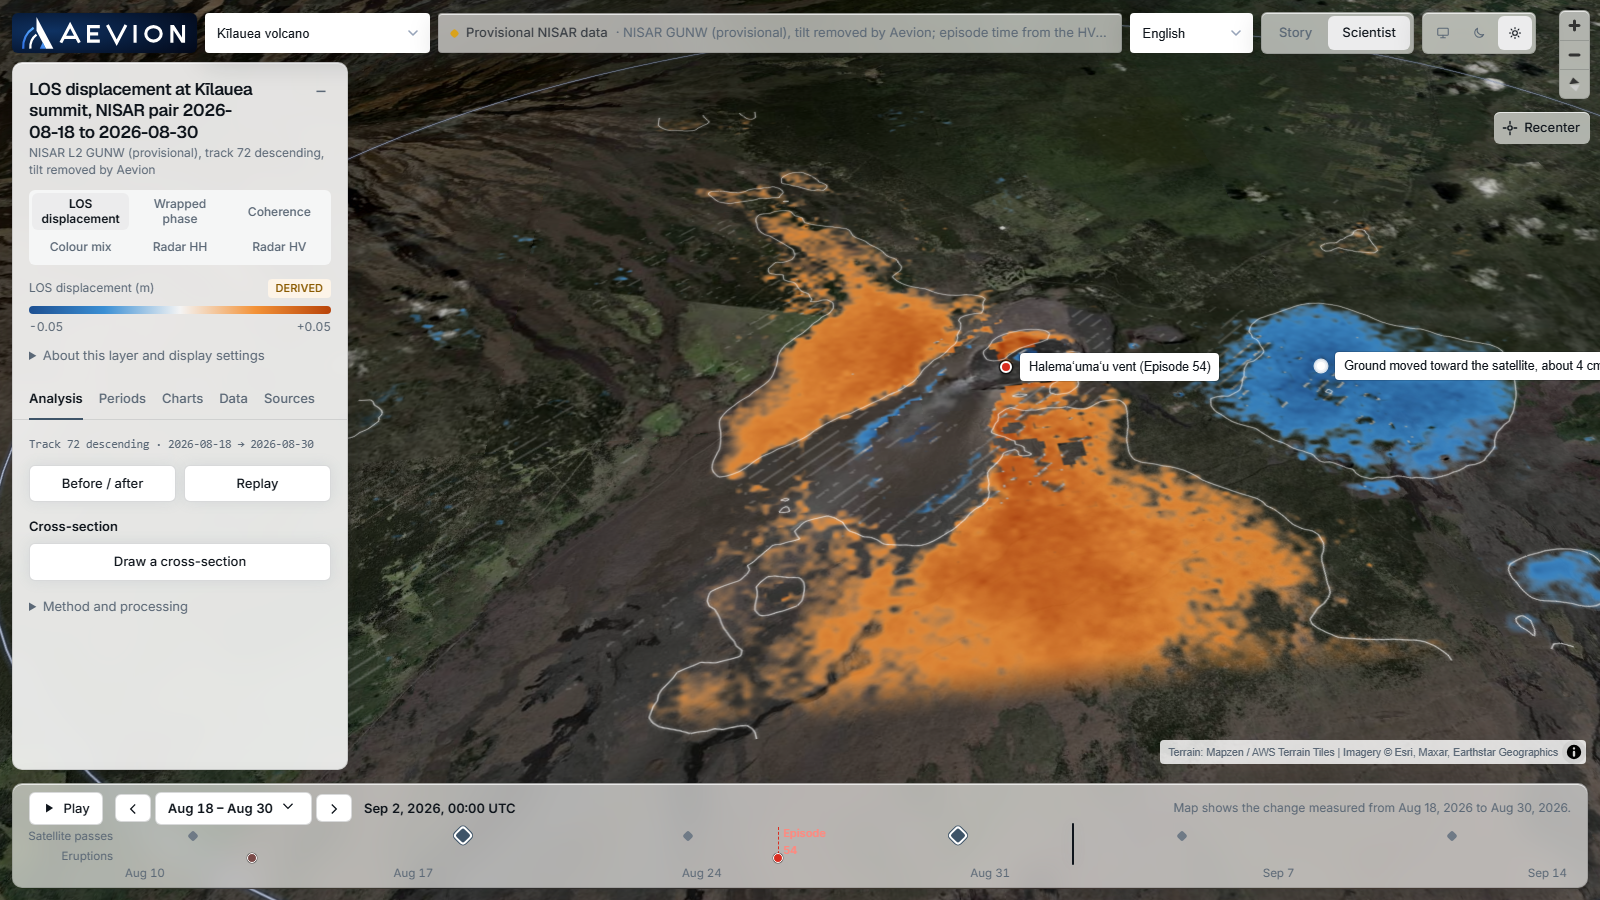 AEVION
Kīlauea volcano
Provisional NISAR data · NISAR GUNW (provisional), tilt removed by Aevion; episode time from the HV...
English
Story
Scientist
LOS displacement at Kīlauea
summit, NISAR pair 2026-
08-18 to 2026-08-30
NISAR L2 GUNW (provisional), track 72 descending,
tilt removed by Aevion
LOS
displacement
Wrapped
phase
Coherence
Colour mix
Radar HH
Radar HV
LOS displacement (m)
DERIVED
-0.05
+0.05
About this layer and display settings
Analysis
Periods
Charts
Data
Sources
Track 72 descending · 2026-08-18 → 2026-08-30
Before / after
Replay
Cross-section
Draw a cross-section
Method and processing
Recenter
Halemaʻumaʻu vent (Episode 54)
Ground moved toward the satellite, about 4 cm
Terrain: Mapzen / AWS Terrain Tiles | Imagery © Esri, Maxar, Earthstar Geographics
Play
Aug 18 – Aug 30
Sep 2, 2026, 00:00 UTC
Map shows the change measured from Aug 18, 2026 to Aug 30, 2026.
Satellite passes
Eruptions
Episode
54
Aug 10
Aug 17
Aug 24
Aug 31
Sep 7
Sep 14